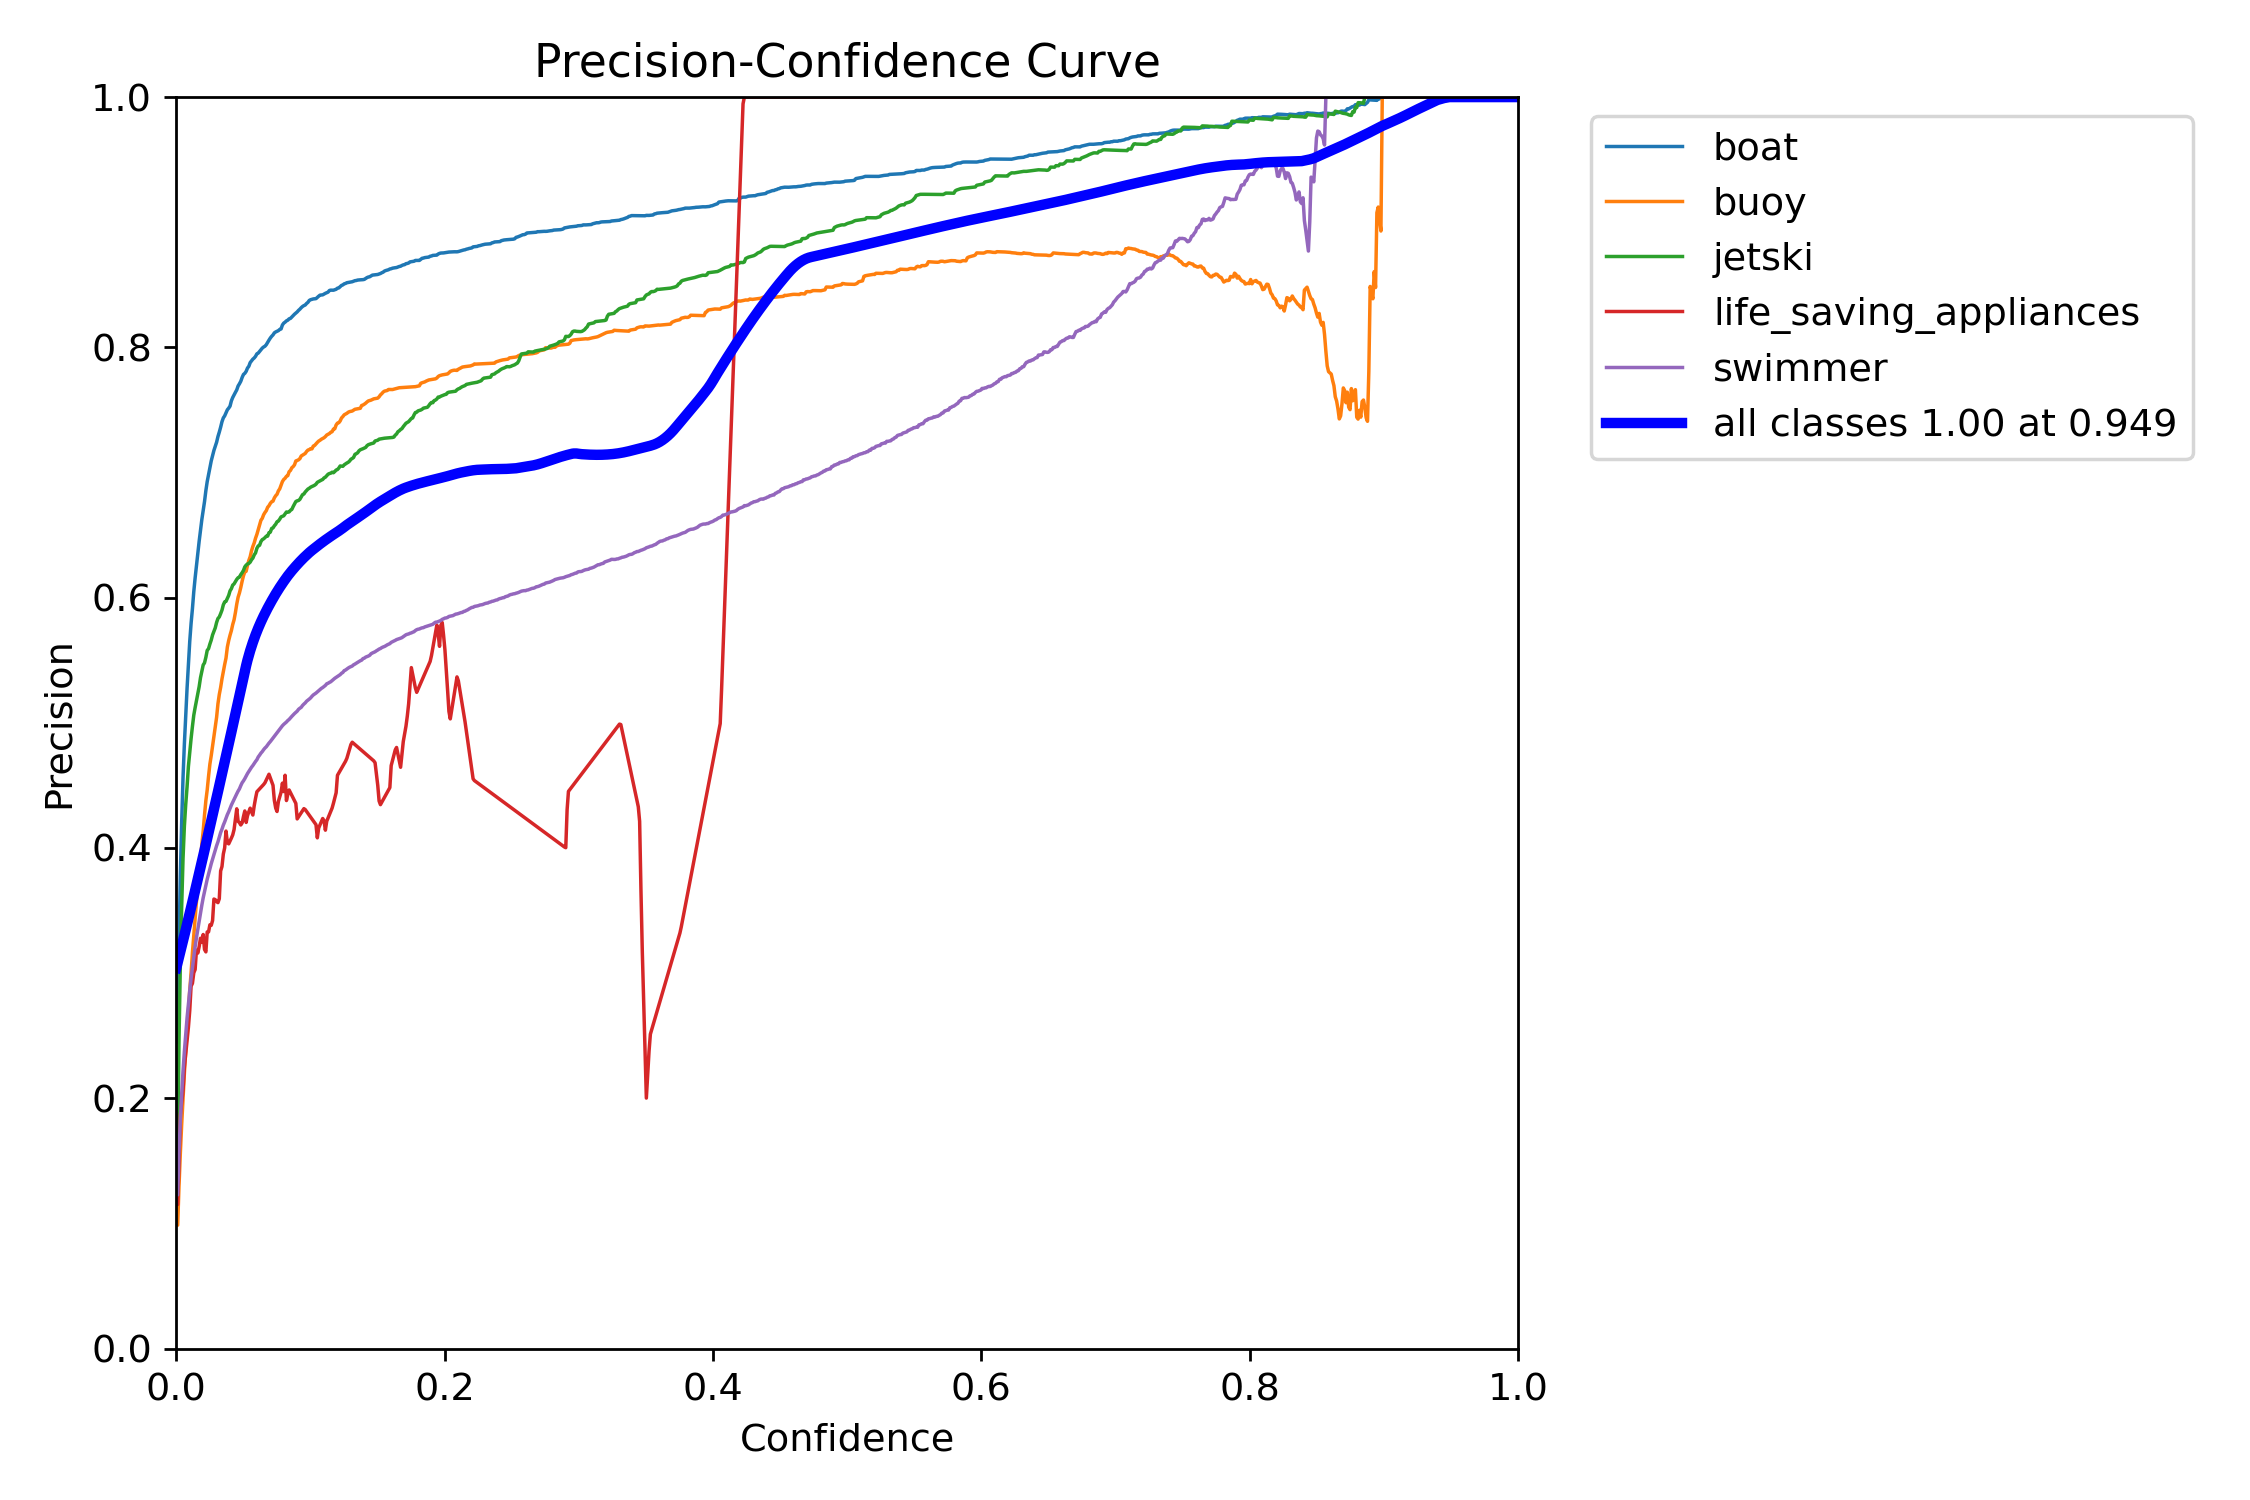 Precision-Confidence Curve
1.0
0.8
0.6
0.4
0.2
0.0
Precision
0.0 0.2 0.4 0.6 0.8 1.0
Confidence
boat
buoy
jetski
life_saving_appliances
swimmer
all classes 1.00 at 0.949